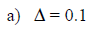 a) Δ = 0.1